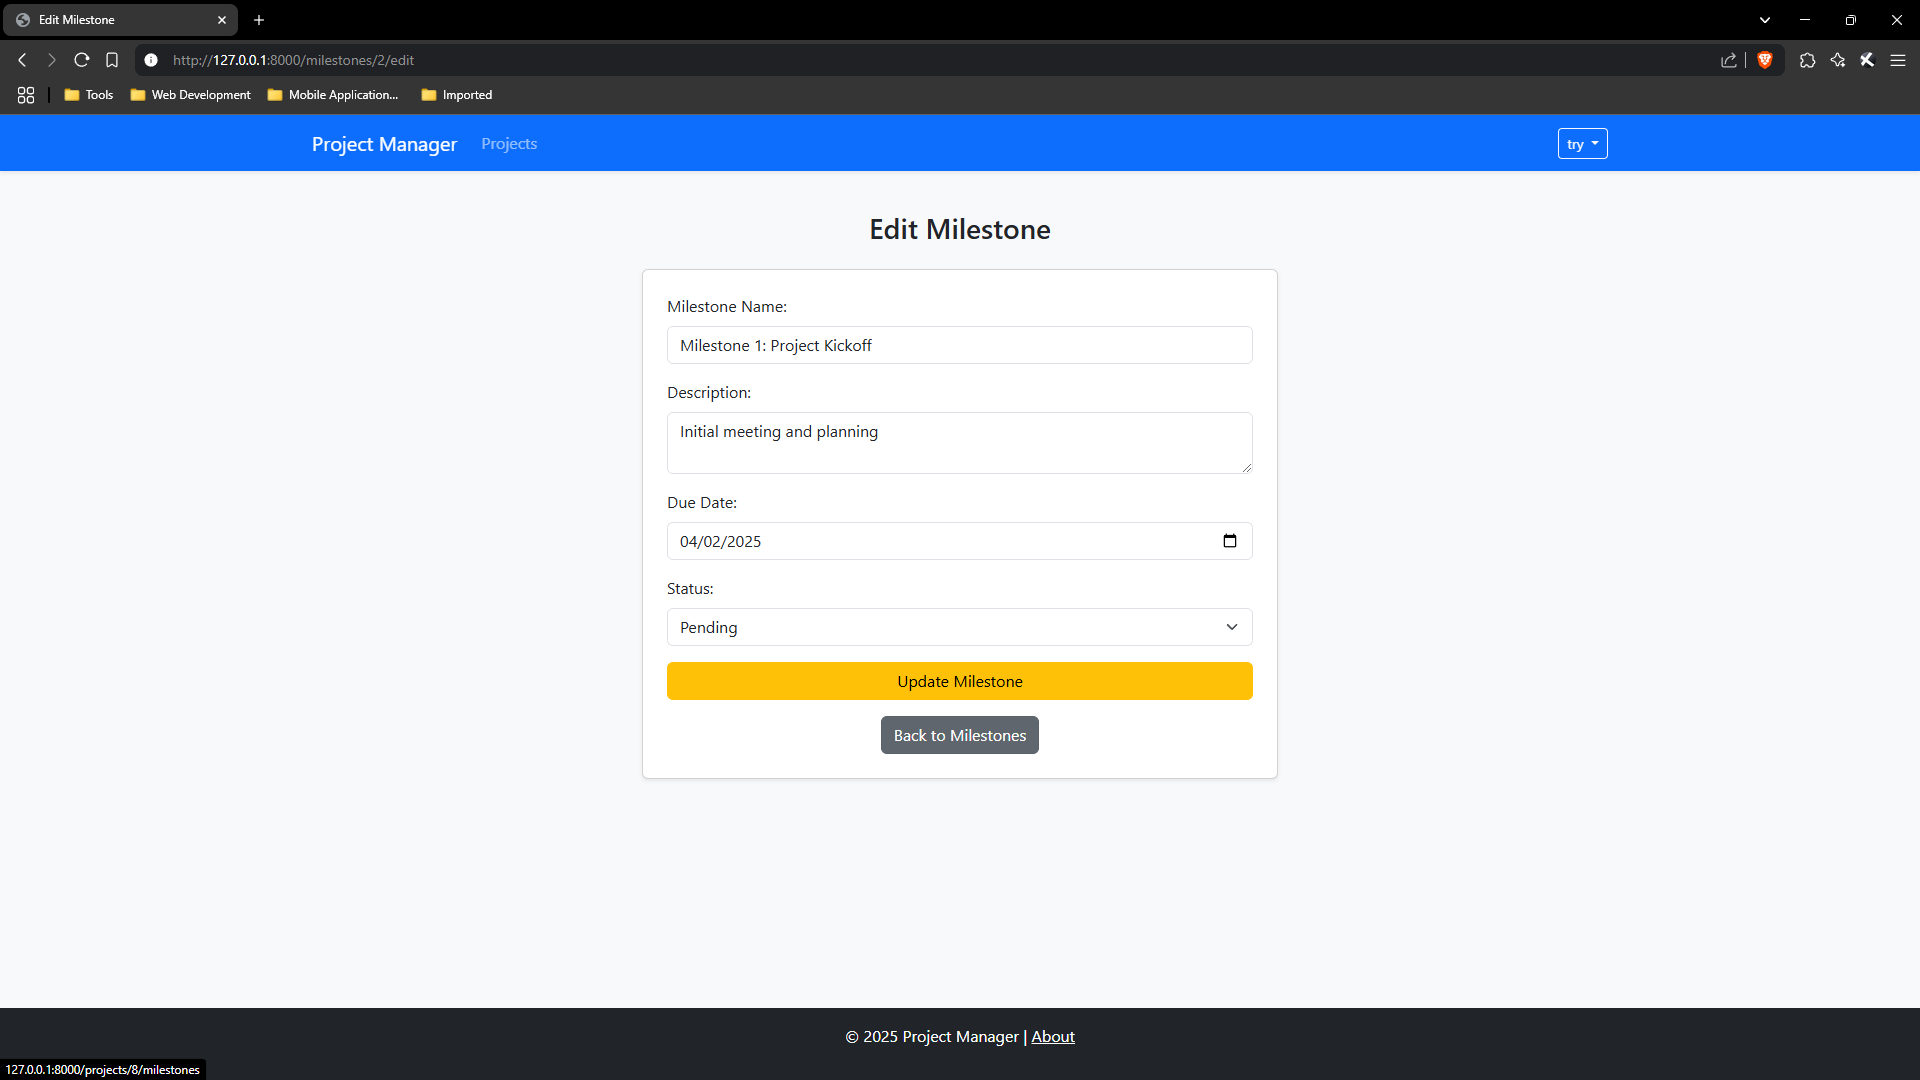 Edit Milestone
http://127.0.0.1:8000/milestones/2/edit
Tools Web Development Mobile Application... Imported
Project Manager Projects try
Edit Milestone
Milestone Name:
Milestone 1: Project Kickoff
Description:
Initial meeting and planning
Due Date:
04/02/2025
Status:
Pending
Update Milestone
Back to Milestones
© 2025 Project Manager | About
127.0.0.1:8000/projects/8/milestones